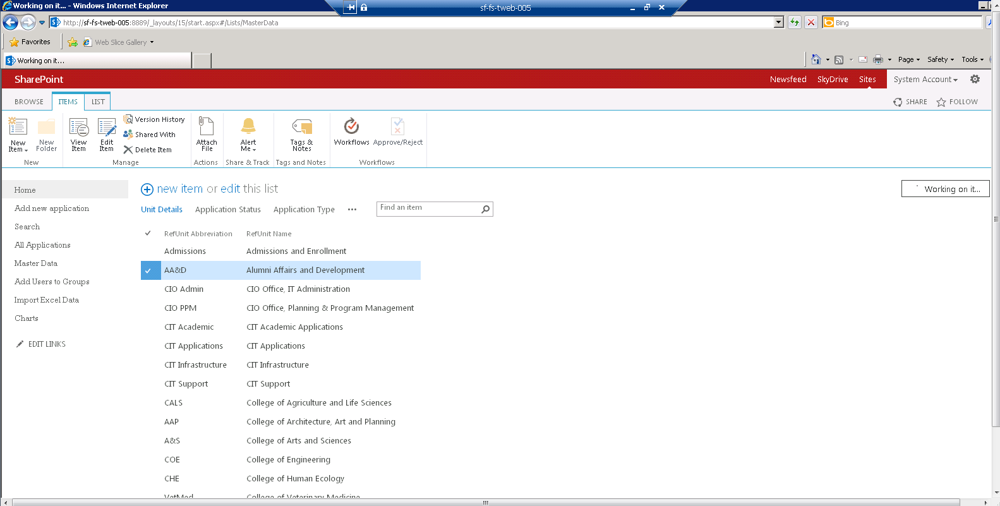 Working on it... - Windows Internet Explorer
sf-fs-tweb-005
http://sf-fs-tweb-005:8889/_layouts/15/start.aspx#/Lists/MasterData
Bing
Favorites
Web Slice Gallery
Working on it...
Page Safety Tools
SharePoint
Newsfeed SkyDrive Sites System Account
BROWSE ITEMS LIST
SHARE FOLLOW
New Item
New Folder
New
View Item
Edit Item
Version History
Shared With
Delete Item
Manage
Attach File
Actions
Alert Me
Share & Track
Tags & Notes
Tags and Notes
Workflows
Approve/Reject
Workflows
Home
Add new application
Search
All Applications
Master Data
Add Users to Groups
Import Excel Data
Charts
EDIT LINKS
new item or edit this list
Working on it...
Unit Details Application Status Application Type ... Find an item
RefUnit Abbreviation RefUnit Name
Admissions Admissions and Enrollment
AA&D Alumni Affairs and Development
CIO Admin CIO Office, IT Administration
CIO PPM CIO Office, Planning & Program Management
CIT Academic CIT Academic Applications
CIT Applications CIT Applications
CIT Infrastructure CIT Infrastructure
CIT Support CIT Support
CALS College of Agriculture and Life Sciences
AAP College of Architecture, Art and Planning
A&S College of Arts and Sciences
COE College of Engineering
CHE College of Human Ecology
VetMed College of Veterinary Medicine